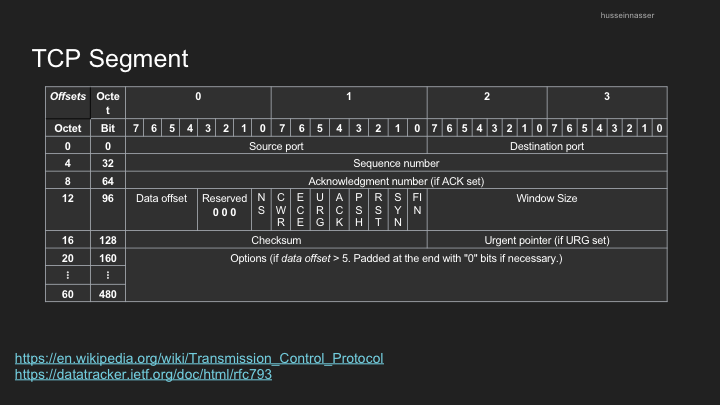 husseinnasser
TCP Segment
Offsets Octet 0 1 2 3
Octet Bit 7 6 5 4 3 2 1 0 7 6 5 4 3 2 1 0 7 6 5 4 3 2 1 0 7 6 5 4 3 2 1 0
0 0 Source port Destination port
4 32 Sequence number
8 64 Acknowledgment number (if ACK set)
12 96 Data offset Reserved 0 0 0 NS CWR ECE URG ACK PSH RST SYN FIN Window Size
16 128 Checksum Urgent pointer (if URG set)
20 160 Options (if data offset > 5. Padded at the end with "0" bits if necessary.)
⋮ ⋮
60 480
https://en.wikipedia.org/wiki/Transmission_Control_Protocol
https://datatracker.ietf.org/doc/html/rfc793